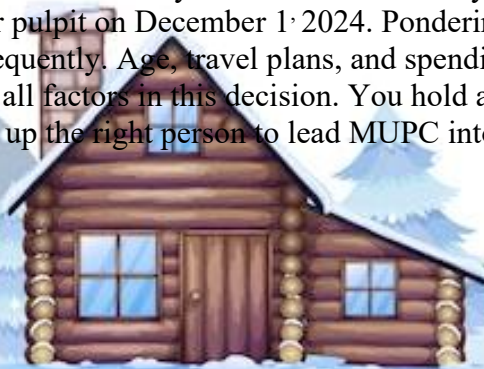 r pulpit on December 1, 2024. Ponderin
equently. Age, travel plans, and spendi
all factors in this decision. You hold a
up the right person to lead MUPC into